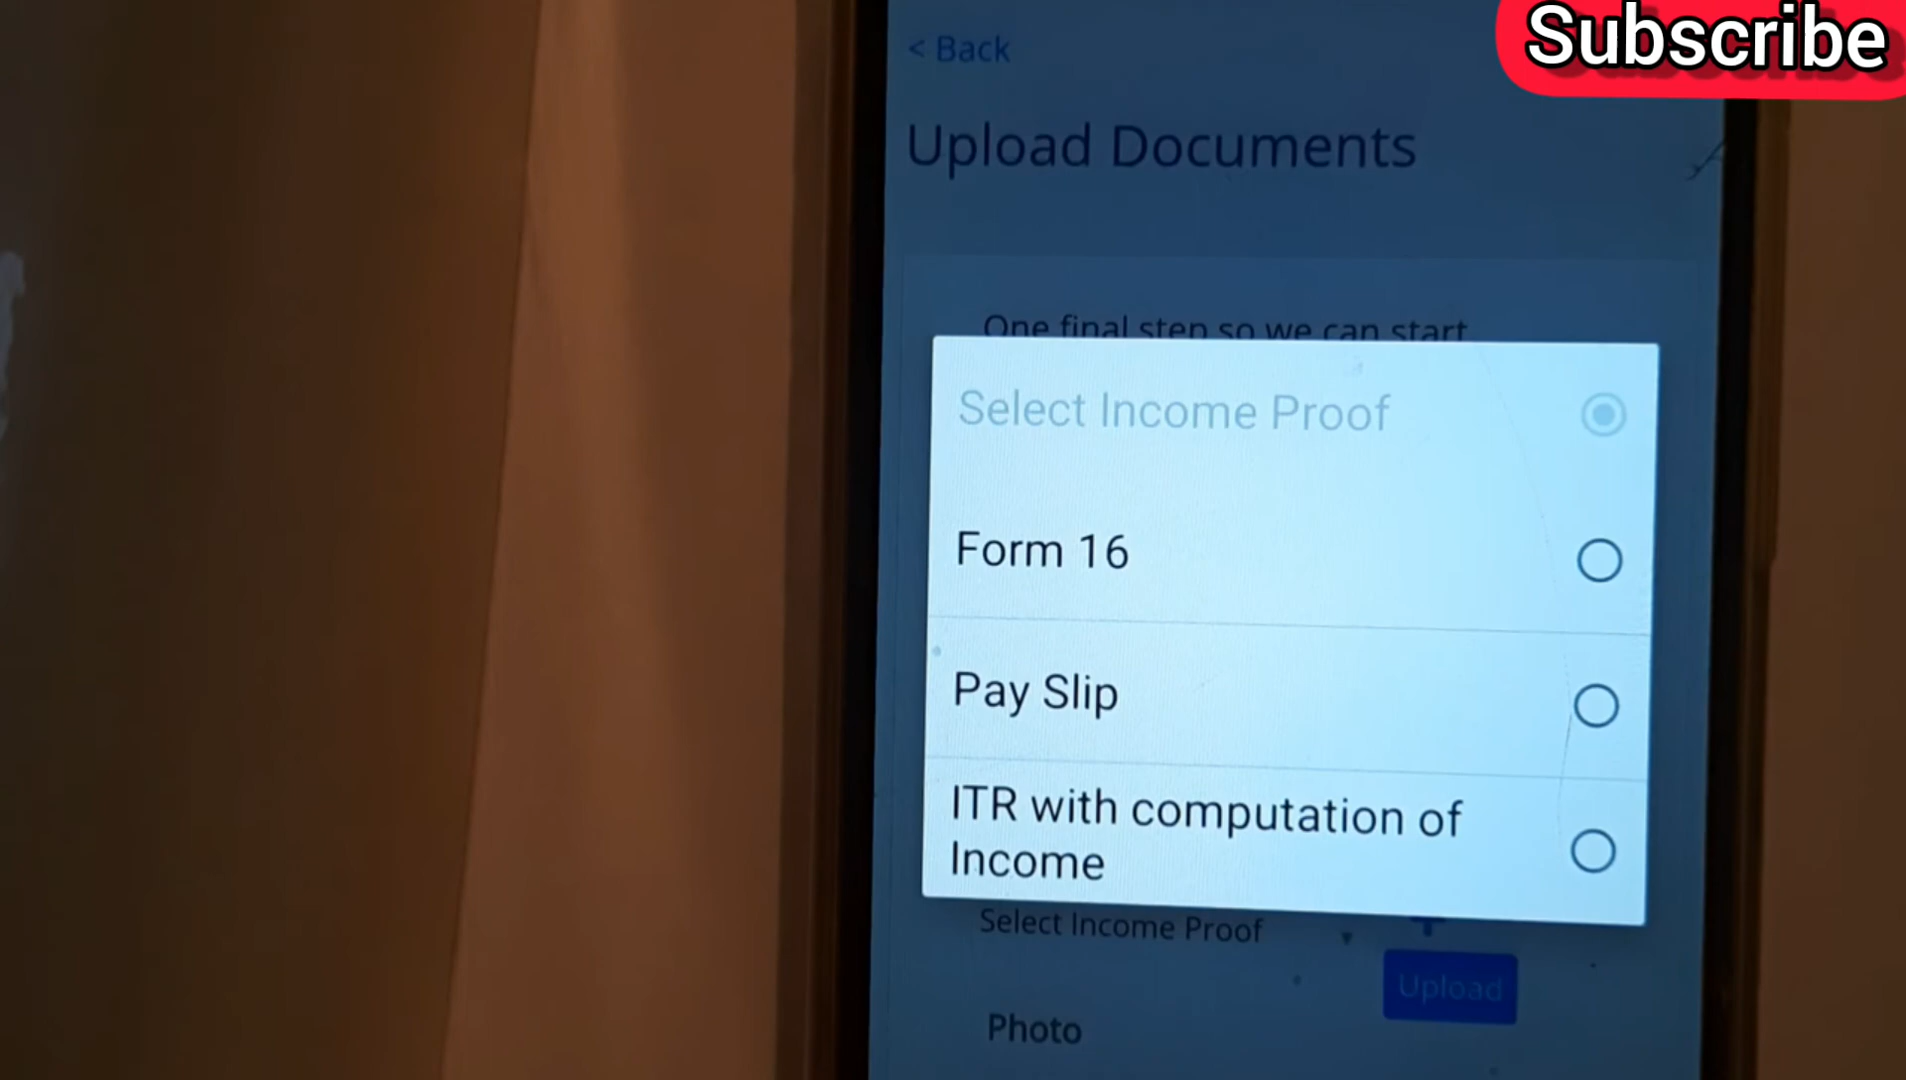 Subscribe
< Back
Upload Documents
One final step so we can start
Select Income Proof
Form 16
Pay Slip
ITR with computation of
Income
Select Income Proof
Upload
Photo